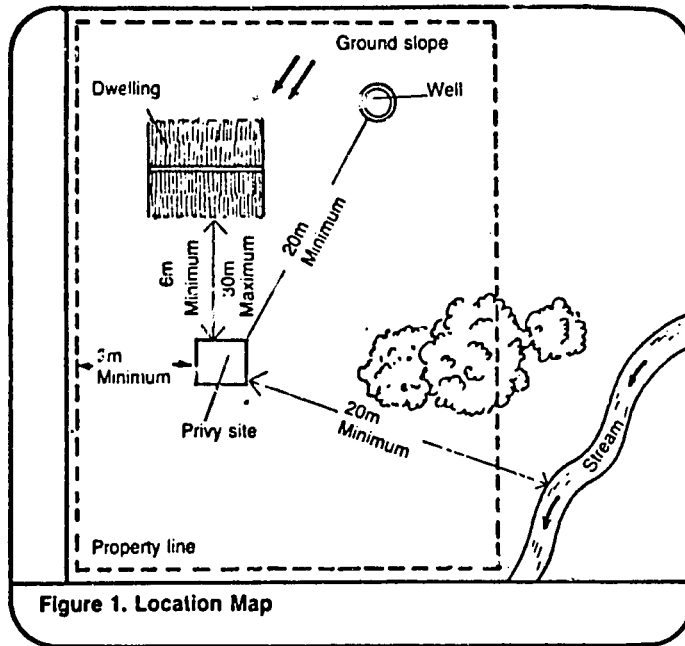 Ground slope
Dwelling
Well
20m
Minimum
6m
Minimum
30m
Maximum
3m
Minimum
Privy site
20m
Minimum
Stream
Property line
Figure 1. Location Map